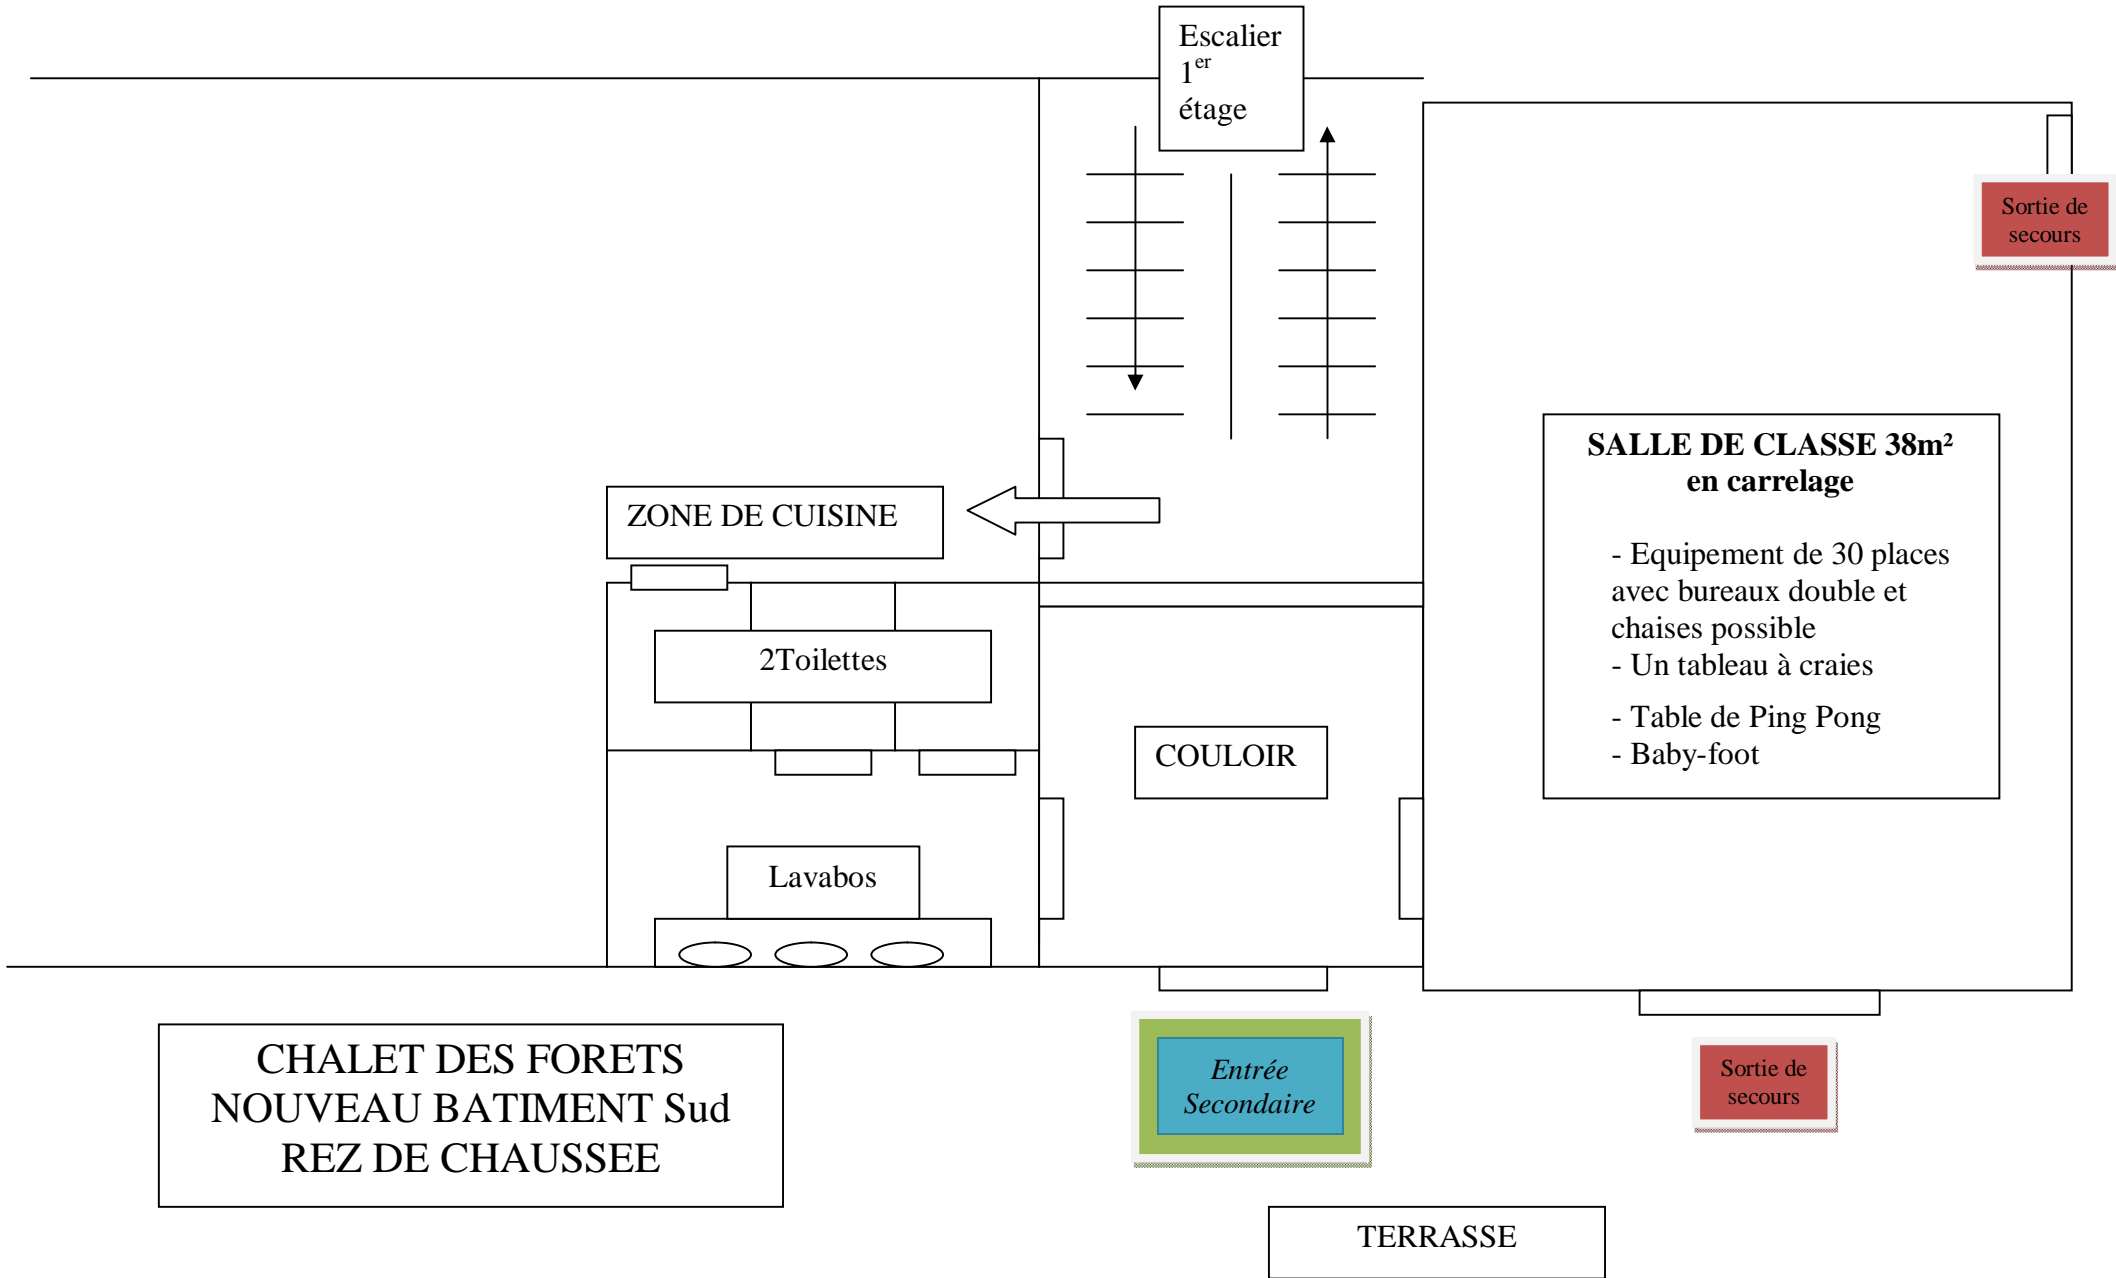 Escalier
1er
étage
Sortie de
secours
SALLE DE CLASSE 38m²
en carrelage
- Equipement de 30 places
avec bureaux double et
chaises possible
- Un tableau à craies
- Table de Ping Pong
- Baby-foot
ZONE DE CUISINE
2Toilettes
COULOIR
Lavabos
CHALET DES FORETS
NOUVEAU BATIMENT Sud
REZ DE CHAUSSEE
Entrée
Secondaire
Sortie de
secours
TERRASSE